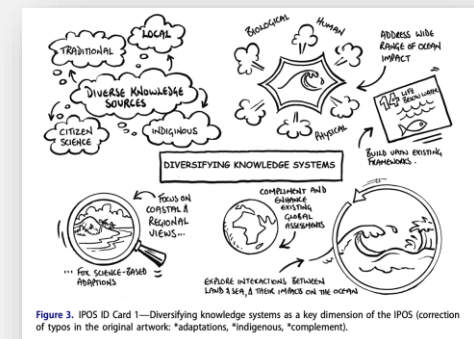 LOCAL
TRADITIONAL
DIVERSE KNOWLEDGE
SOURCES
CITIZEN
SCIENCE
INDIGINOUS
BIOLOGICAL
HUMAN
PHYSICAL
ADDRESS WIDE
RANGE OF OCEAN
IMPACT
14 LIFE
BELOW WATER
BUILD UPON EXISTING
FRAMEWORKS.
DIVERSIFYING KNOWLEDGE SYSTEMS
FOCUS ON
COASTAL &
REGIONAL
VIEWS...
... FOR SCIENCE-BASED
ADAPTIONS
COMPLIMENT AND
ENHANCE
EXISTING
GLOBAL
ASSESSMENTS
EXPLORE INTERACTIONS BETWEEN
LAND & SEA, & THEIR IMPACTS ON THE OCEAN
Figure 3. IPOS ID Card 1—Diversifying knowledge systems as a key dimension of the IPOS (correction
of typos in the original artwork: *adaptations, *indigenous, *complement).